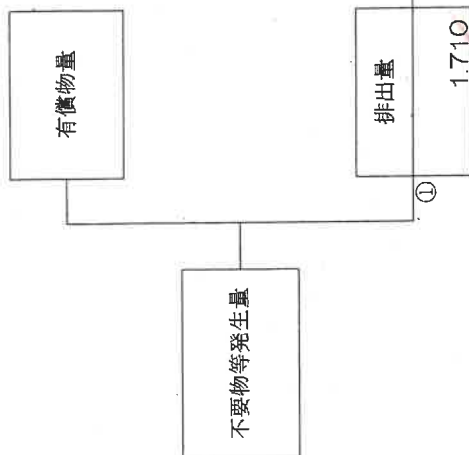 不要物等発生量
有償物量
①
排出量
1.710